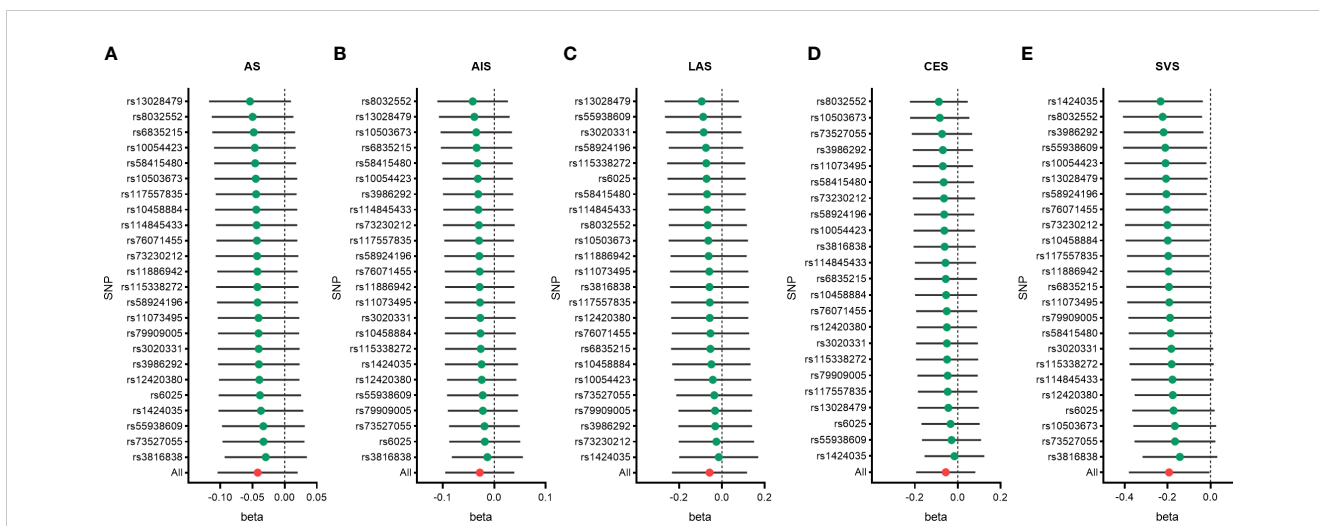 A
AS
SNP
rs13028479
rs8032552
rs6835215
rs10054423
rs58415480
rs10503673
rs117557835
rs10458884
rs114845433
rs76071455
rs73230212
rs11886942
rs115338272
rs58924196
rs11073495
rs79909005
rs3020331
rs3986292
rs12420380
rs6025
rs1424035
rs55938609
rs73527055
rs3816838
All
-0.10 -0.05 0.00 0.05
beta
B
AIS
SNP
rs8032552
rs13028479
rs10503673
rs6835215
rs58415480
rs10054423
rs3986292
rs114845433
rs73230212
rs117557835
rs58924196
rs76071455
rs11886942
rs11073495
rs3020331
rs10458884
rs115338272
rs1424035
rs12420380
rs55938609
rs79909005
rs73527055
rs6025
rs3816838
All
-0.1 0.0 0.1
beta
C
LAS
SNP
rs13028479
rs55938609
rs3020331
rs58924196
rs115338272
rs6025
rs58415480
rs114845433
rs8032552
rs10503673
rs11886942
rs11073495
rs3816838
rs117557835
rs12420380
rs76071455
rs6835215
rs10458884
rs10054423
rs73527055
rs79909005
rs3986292
rs73230212
rs1424035
All
-0.2 0.0 0.2
beta
D
CES
SNP
rs8032552
rs10503673
rs73527055
rs3986292
rs11073495
rs58415480
rs73230212
rs58924196
rs10054423
rs3816838
rs114845433
rs6835215
rs10458884
rs76071455
rs12420380
rs3020331
rs115338272
rs79909005
rs117557835
rs13028479
rs6025
rs55938609
rs1424035
All
-0.2 0.0 0.2
beta
E
SVS
SNP
rs1424035
rs8032552
rs3986292
rs55938609
rs10054423
rs13028479
rs58924196
rs76071455
rs73230212
rs10458884
rs117557835
rs11886942
rs6835215
rs11073495
rs79909005
rs58415480
rs3020331
rs115338272
rs114845433
rs12420380
rs6025
rs10503673
rs73527055
rs3816838
All
-0.4 -0.2 0.0
beta